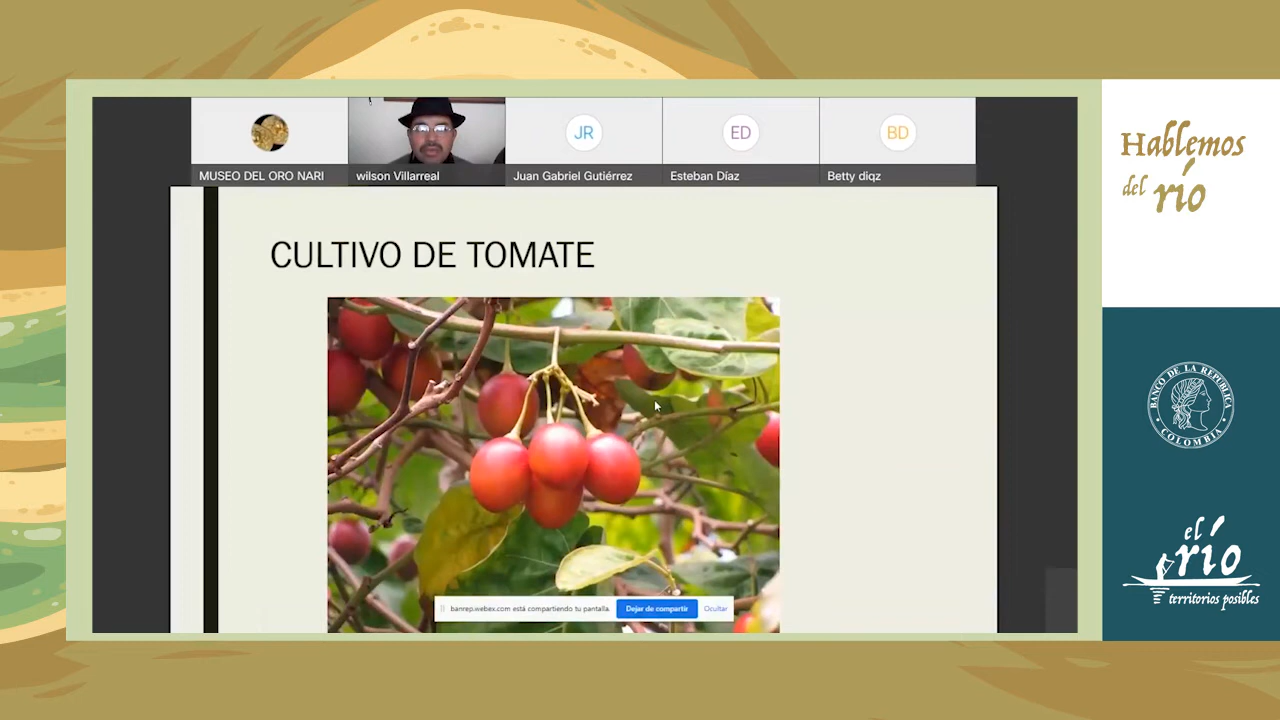 MUSEO DEL ORO NARI
wilson Villarreal
JR
Juan Gabriel Gutiérrez
ED
Esteban Díaz
BD
Betty diqz
CULTIVO DE TOMATE
banrep.webex.com está compartiendo tu pantalla.
Dejar de compartir
Ocultar
Hablemos
del río
BANCO DE LA REPUBLICA
COLOMBIA
el
río
territorios posibles